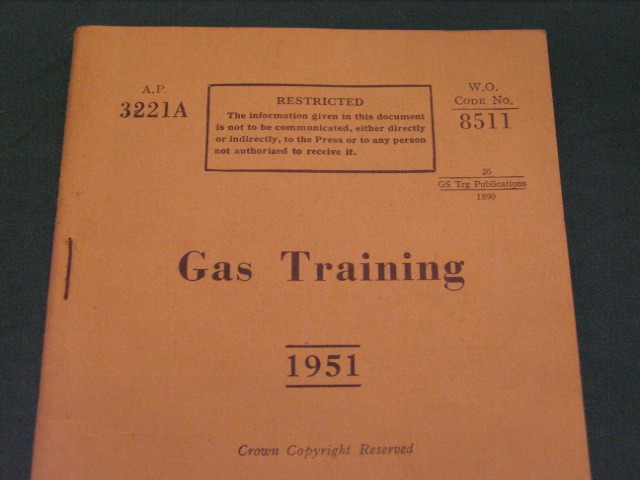 A.P.
3221A
RESTRICTED
The information given in this document
is not to be communicated, either directly
or indirectly, to the Press or to any person
not authorized to receive it.
W.O.
CODE No.
8511
26
GS Trg Publications
1890
Gas Training
1951
Crown Copyright Reserved